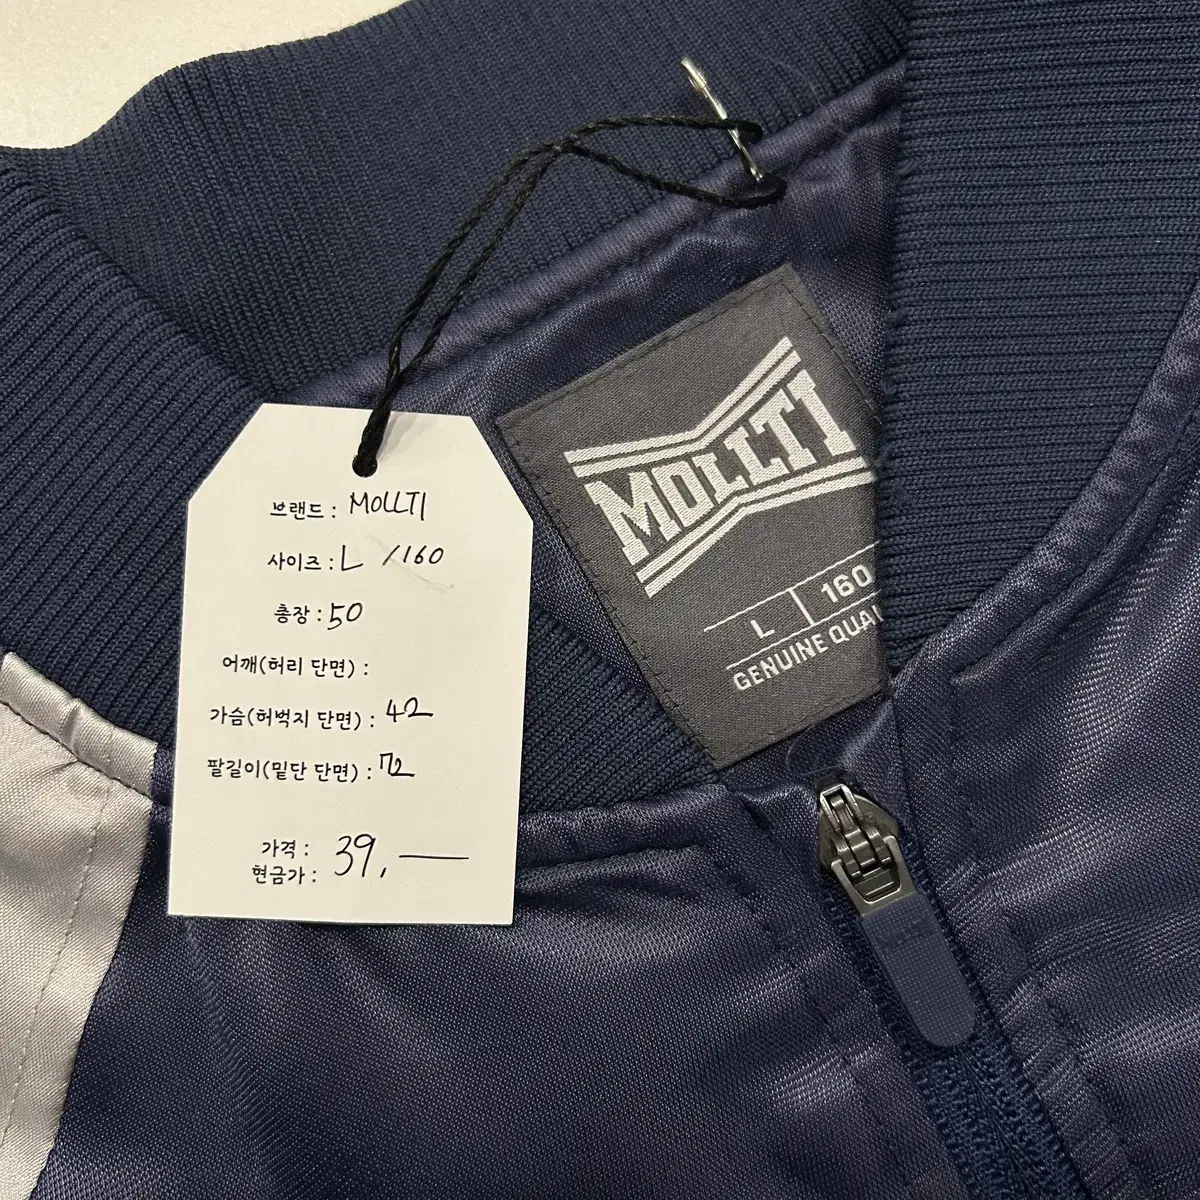 브랜드 : MOLLTI
사이즈 : L /160
총장 : 50
어깨(허리 단면) :
가슴(허벅지 단면) : 42
팔길이(밑단 단면) : 72
가격 :
현금가 : 39,—
MOLLTI
L | 160
GENUINE QUAL